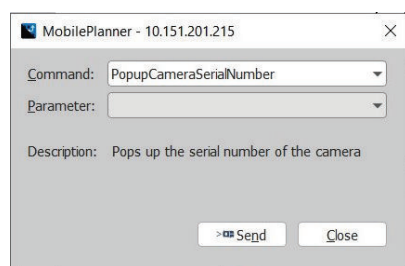 MobilePlanner - 10.151.201.215
Command: PopupCameraSerialNumber
Parameter:
Description: Pops up the serial number of the camera
Send Close